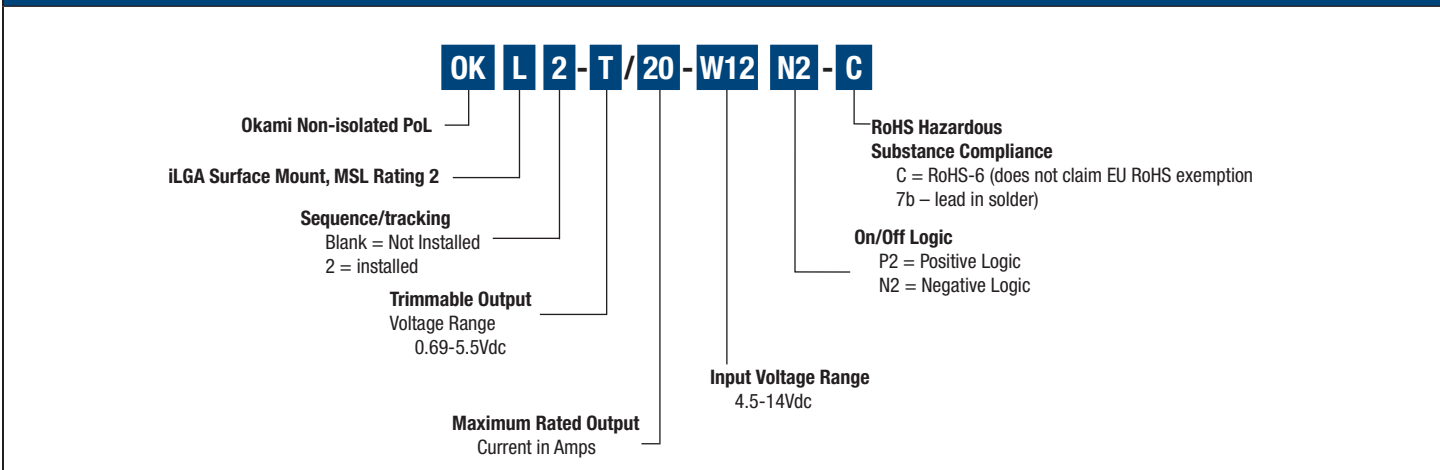 OK L 2 - T / 20 - W12 N2 - C
Okami Non-isolated PoL
iLGA Surface Mount, MSL Rating 2
Sequence/tracking
Blank = Not Installed
2 = installed
Trimmable Output
Voltage Range
0.69-5.5Vdc
Maximum Rated Output
Current in Amps
Input Voltage Range
4.5-14Vdc
On/Off Logic
P2 = Positive Logic
N2 = Negative Logic
RoHS Hazardous
Substance Compliance
C = RoHS-6 (does not claim EU RoHS exemption
7b – lead in solder)